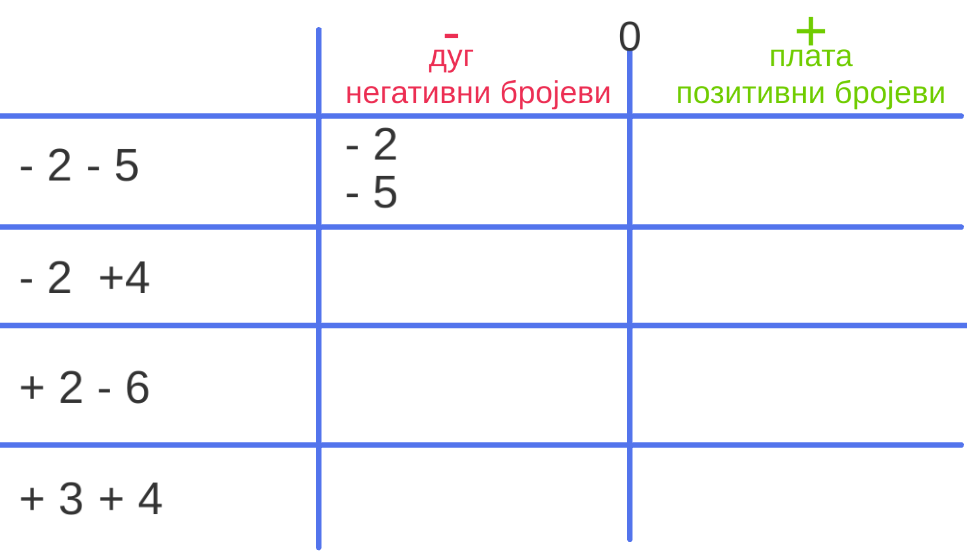 - 0 +
дуг плата
негативни бројеви позитивни бројеви
- 2 - 5 - 2
- 5
- 2 +4
+ 2 - 6
+ 3 + 4